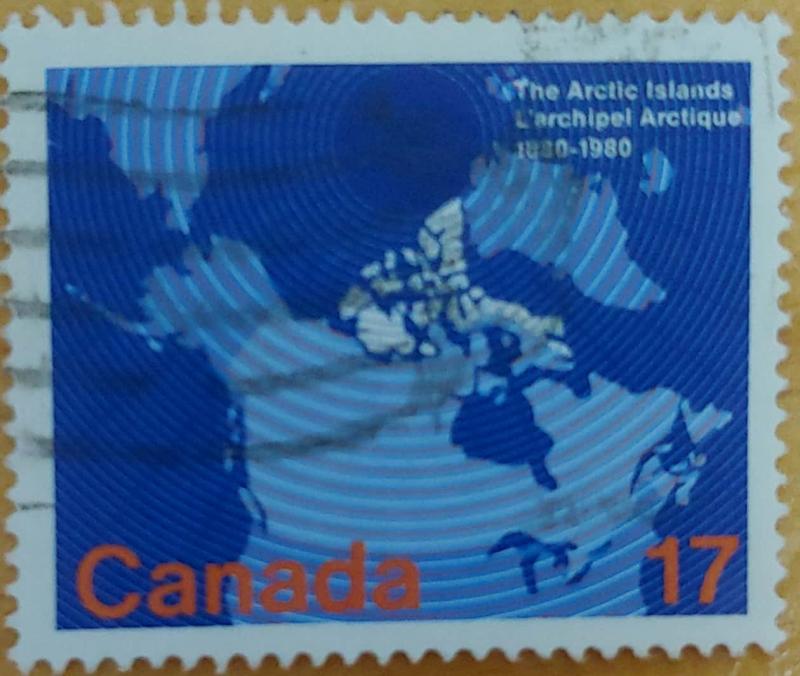 The Arctic Islands
L'archipel Arctique
1880-1980
Canada 17